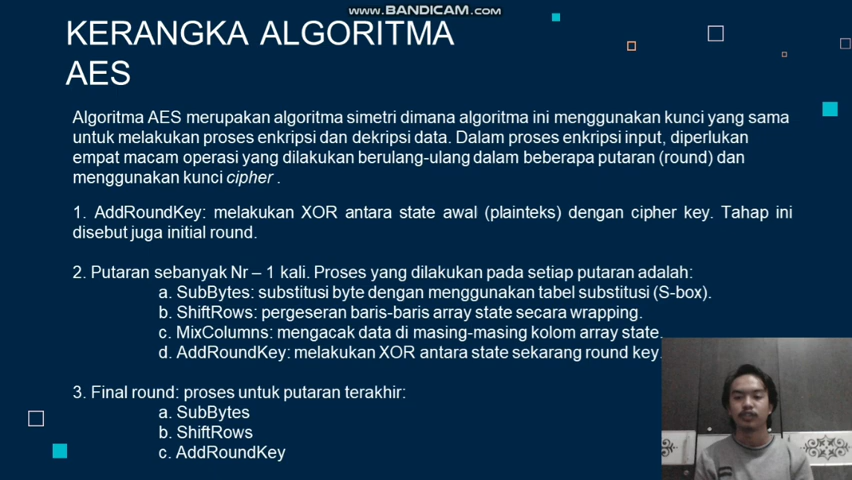 www.BANDICAM.com
KERANGKA ALGORITMA
AES
Algoritma AES merupakan algoritma simetri dimana algoritma ini menggunakan kunci yang sama
untuk melakukan proses enkripsi dan dekripsi data. Dalam proses enkripsi input, diperlukan
empat macam operasi yang dilakukan berulang-ulang dalam beberapa putaran (round) dan
menggunakan kunci cipher .
1. AddRoundKey: melakukan XOR antara state awal (plainteks) dengan cipher key. Tahap ini
disebut juga initial round.
2. Putaran sebanyak Nr – 1 kali. Proses yang dilakukan pada setiap putaran adalah:
a. SubBytes: substitusi byte dengan menggunakan tabel substitusi (S-box).
b. ShiftRows: pergeseran baris-baris array state secara wrapping.
c. MixColumns: mengacak data di masing-masing kolom array state.
d. AddRoundKey: melakukan XOR antara state sekarang round key.
3. Final round: proses untuk putaran terakhir:
a. SubBytes
b. ShiftRows
c. AddRoundKey